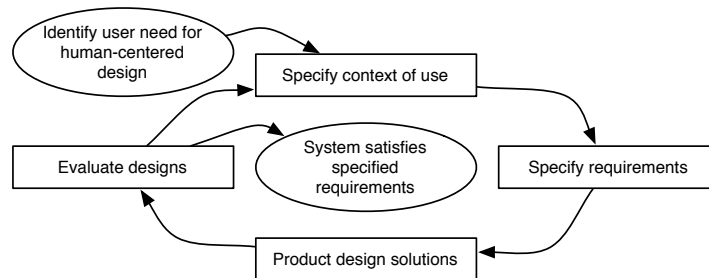 Identify user need for
human-centered
design
Specify context of use
Evaluate designs
System satisfies
specified
requirements
Specify requirements
Product design solutions